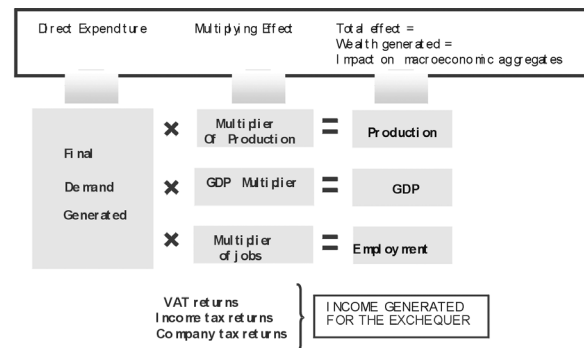 Direct Expenditure
Multiplying Effect
Total effect =
Wealth generated =
Impact on macroeconomic aggregates
Final
Demand
Generated
×
Multiplier
Of Production
=
Production
×
GDP Multiplier
=
GDP
×
Multiplier
of jobs
=
Employment
VAT returns
Income tax returns
Company tax returns
INCOME GENERATED
FOR THE EXCHEQUER